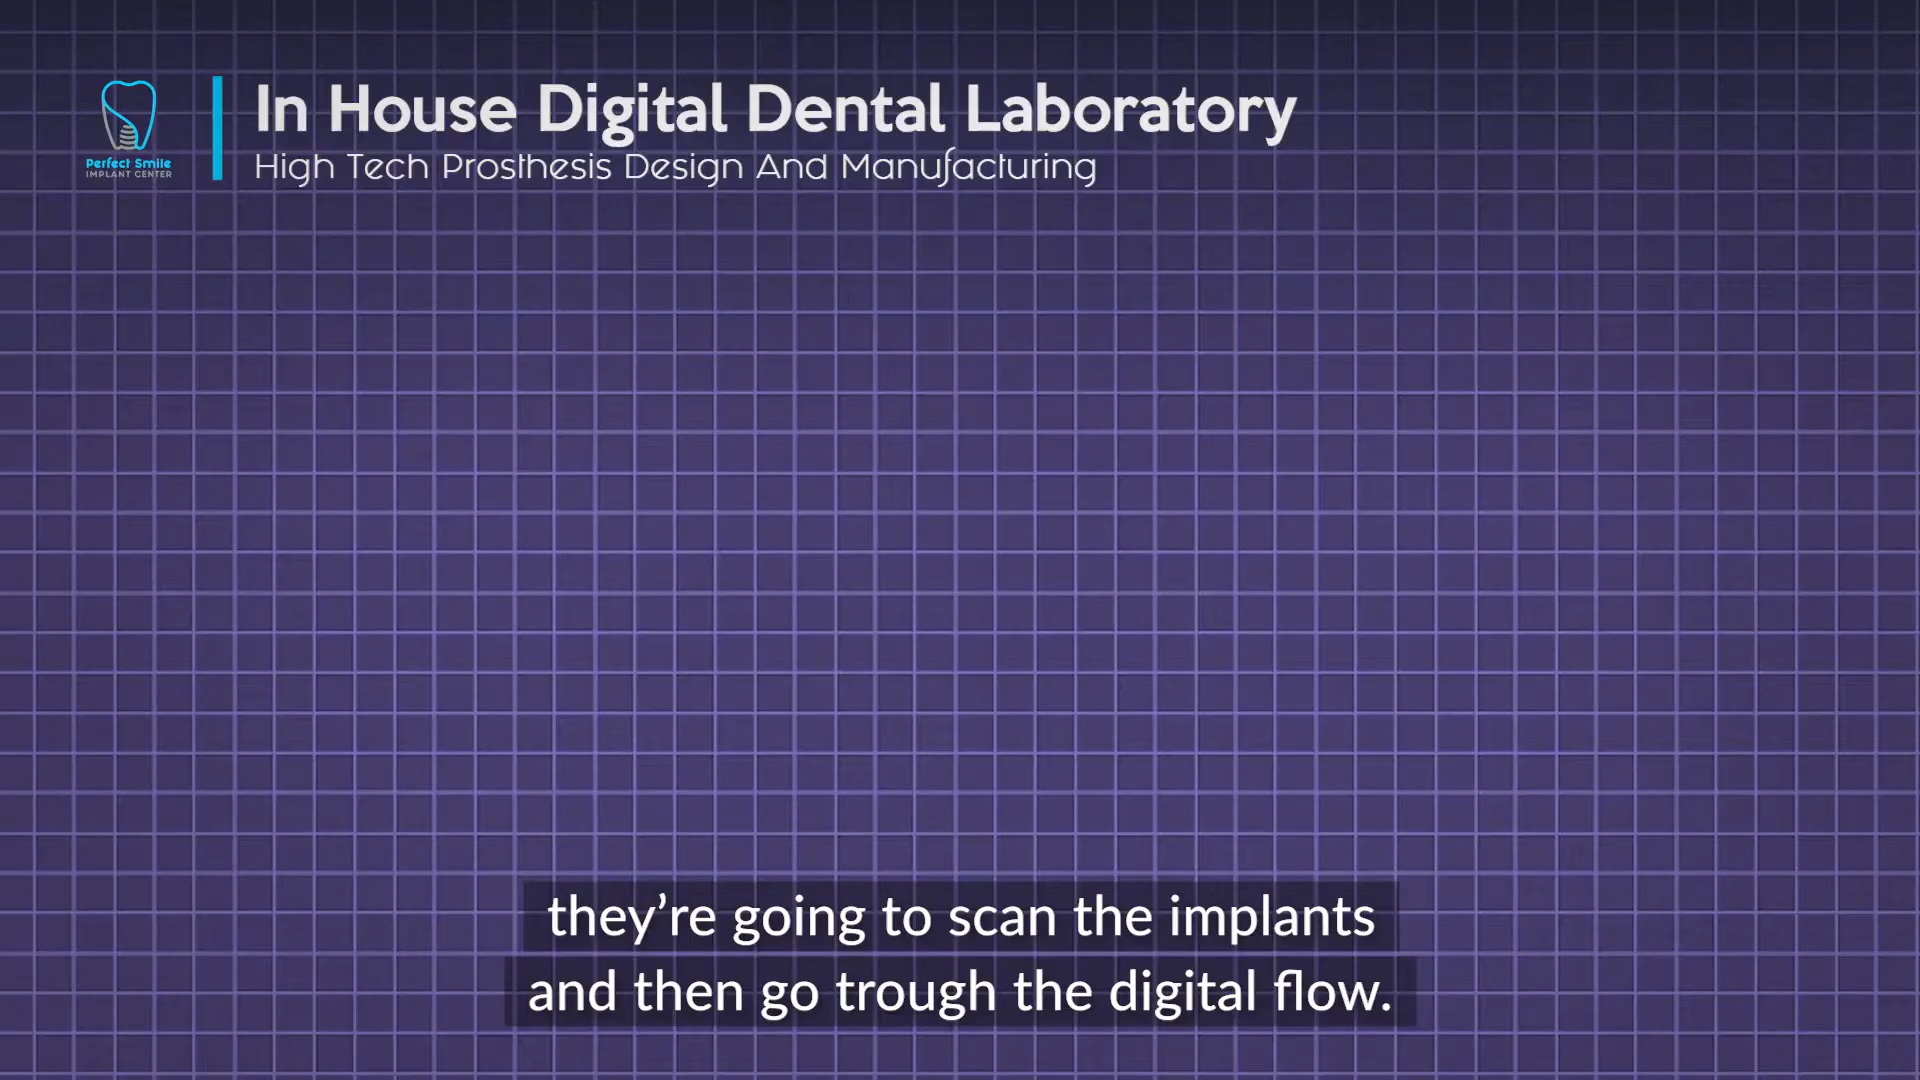 In House Digital Dental Laboratory
High Tech Prosthesis Design And Manufacturing
Perfect Smile
IMPLANT CENTER
they’re going to scan the implants
and then go trough the digital flow.